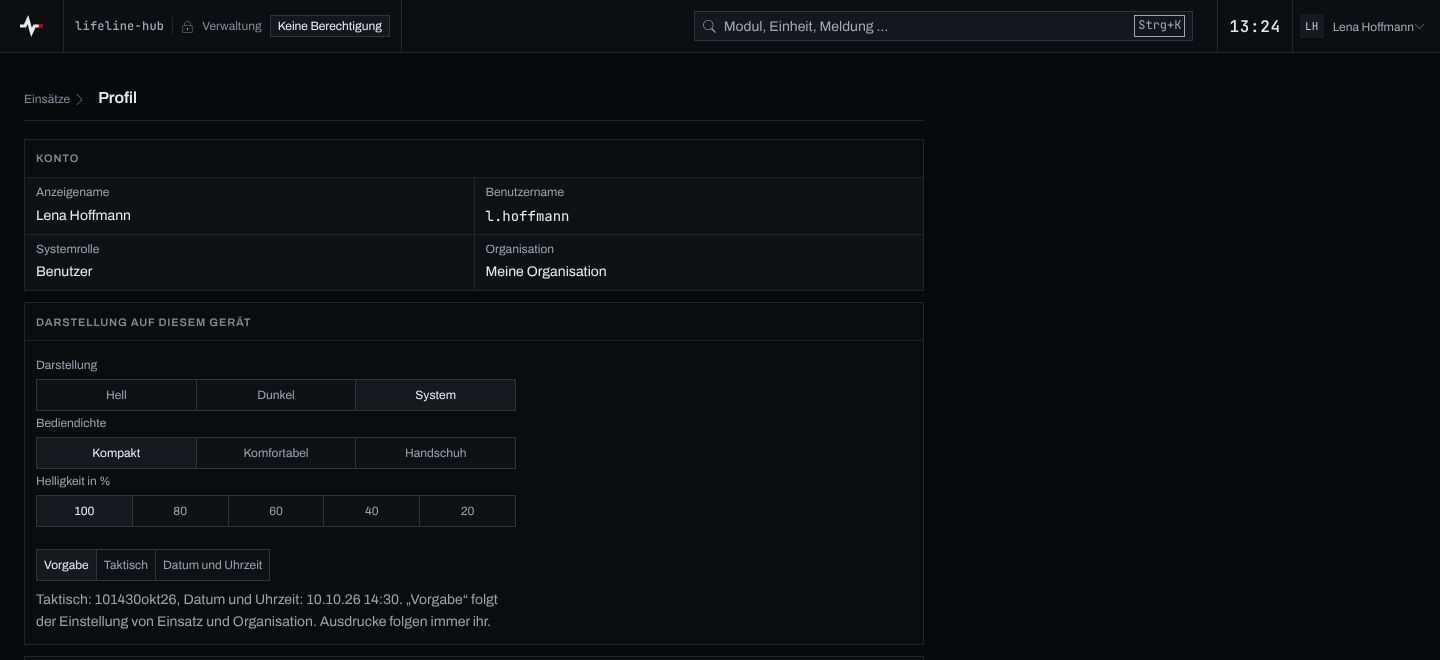 lifeline-hub Verwaltung Keine Berechtigung Modul, Einheit, Meldung ... Strg+K 13:24 LH Lena Hoffmann
Einsätze Profil
KONTO
Anzeigename Benutzername
Lena Hoffmann l.hoffmann
Systemrolle Organisation
Benutzer Meine Organisation
DARSTELLUNG AUF DIESEM GERÄT
Darstellung
Hell Dunkel System
Bediendichte
Kompakt Komfortabel Handschuh
Helligkeit in %
100 80 60 40 20
Vorgabe Taktisch Datum und Uhrzeit
Taktisch: 101430okt26, Datum und Uhrzeit: 10.10.26 14:30. „Vorgabe“ folgt
der Einstellung von Einsatz und Organisation. Ausdrucke folgen immer ihr.